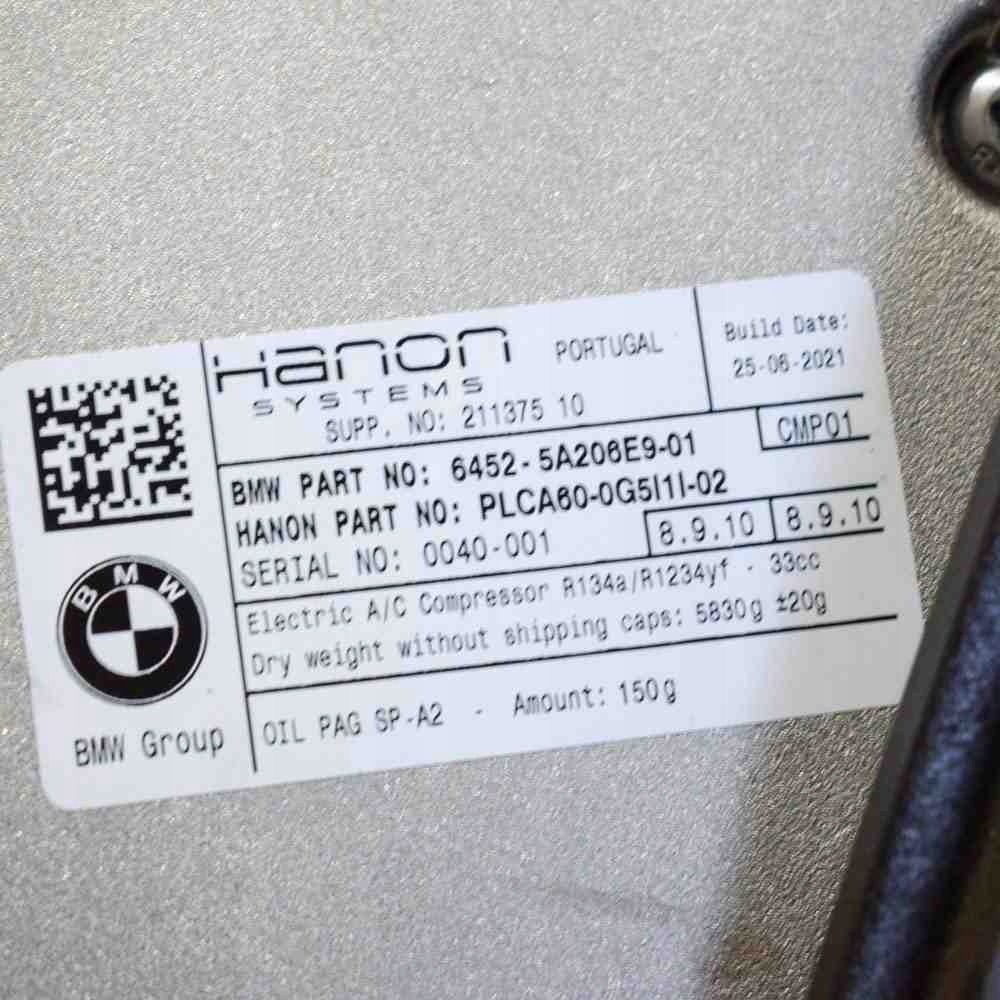 Hanon
SYSTEMS
PORTUGAL
SUPP. NO: 211375 10
Build Date:
25-06-2021
CMP01
BMW PART NO: 6452-5A206E9-01
HANON PART NO: PLCA60-0G5I1I-02
SERIAL NO: 0040-001
8.9.10
8.9.10
Electric A/C Compressor R134a/R1234yf - 33cc
Dry weight without shipping caps: 5830g ±20g
OIL PAG SP-A2 - Amount: 150g
BMW
BMW Group